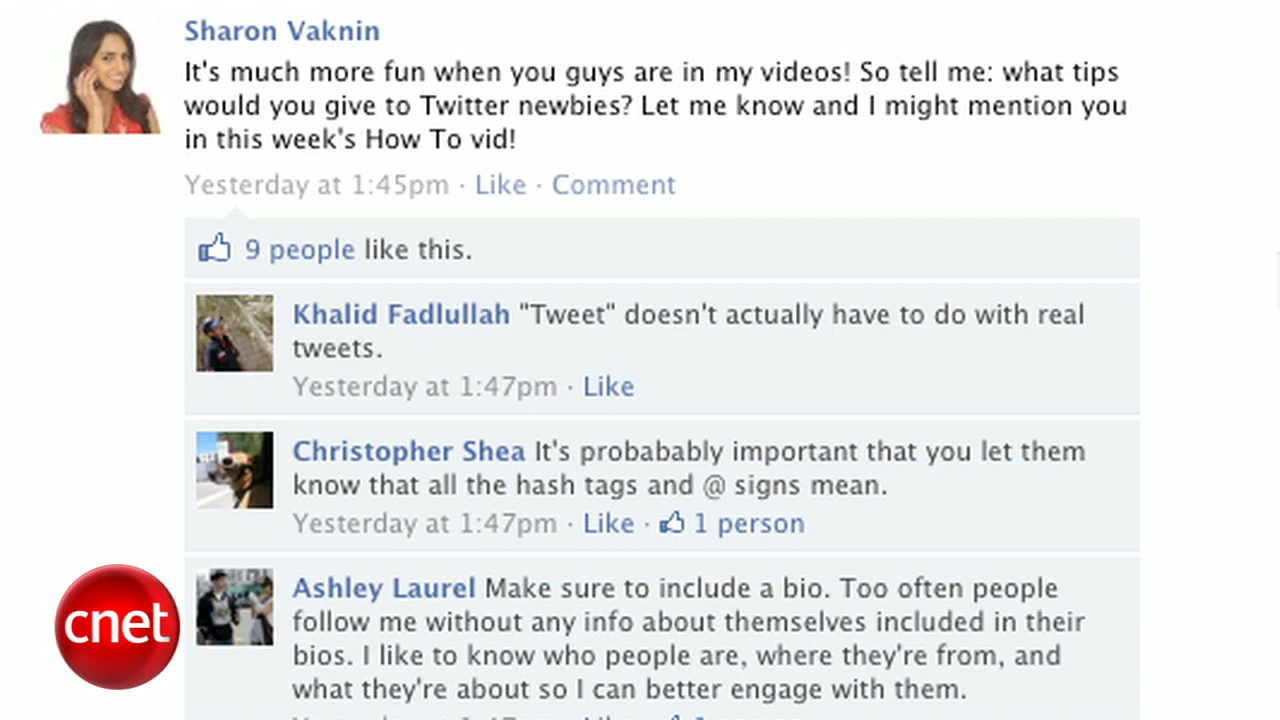 Sharon Vaknin
It's much more fun when you guys are in my videos! So tell me: what tips
would you give to Twitter newbies? Let me know and I might mention you
in this week's How To vid!
Yesterday at 1:45pm · Like · Comment
9 people like this.
Khalid Fadlullah "Tweet" doesn't actually have to do with real
tweets.
Yesterday at 1:47pm · Like
Christopher Shea It's probabably important that you let them
know that all the hash tags and @ signs mean.
Yesterday at 1:47pm · Like · 1 person
Ashley Laurel Make sure to include a bio. Too often people
follow me without any info about themselves included in their
bios. I like to know who people are, where they're from, and
what they're about so I can better engage with them.
cnet